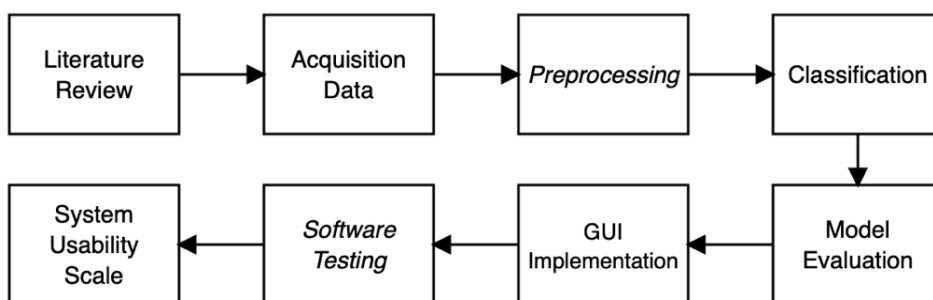 Literature
Review
Acquisition
Data
Preprocessing
Classification
System
Usability
Scale
Software
Testing
GUI
Implementation
Model
Evaluation